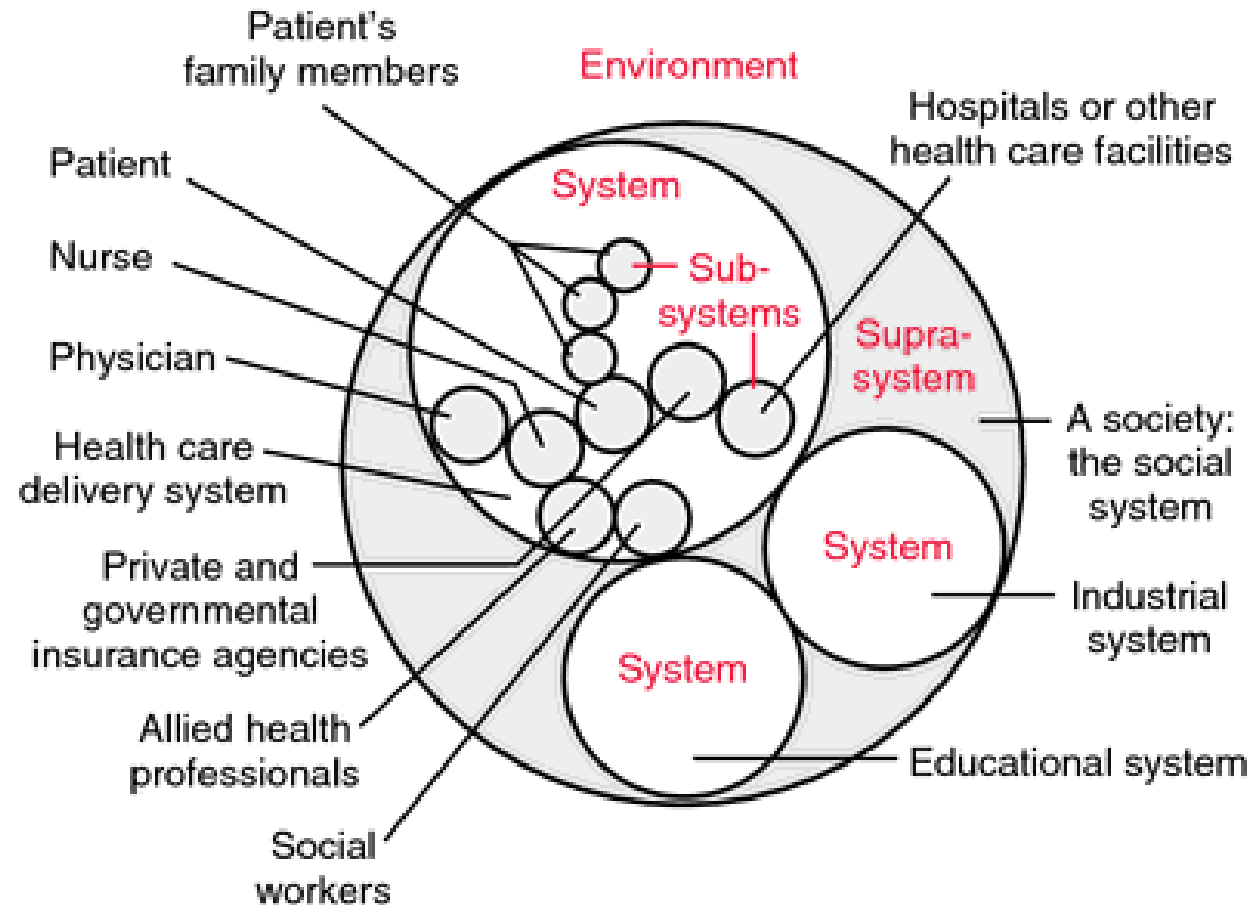 Patient's
family members
Environment
Hospitals or other
health care facilities
Patient
System
Nurse
Sub-
systems
Physician
Supra-
system
A society:
the social
system
Health care
delivery system
System
Private and
governmental
insurance agencies
Industrial
system
System
Allied health
professionals
Educational system
Social
workers